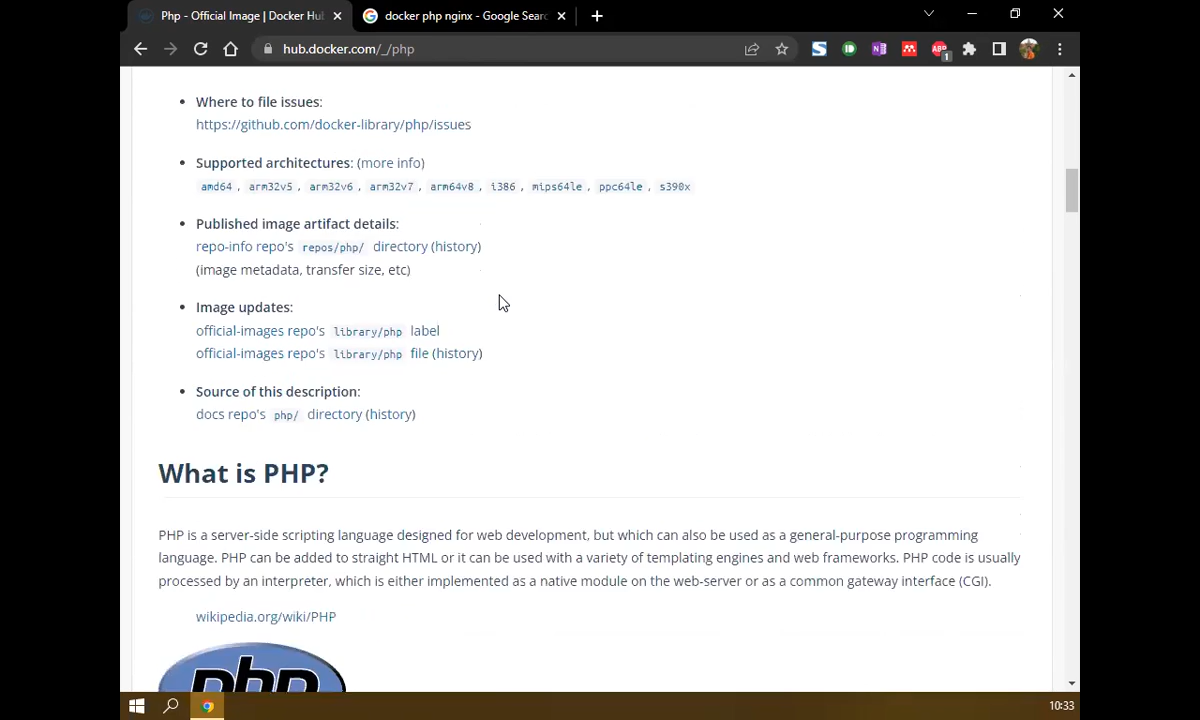 Php - Official Image | Docker Hu
docker php nginx - Google Searc
hub.docker.com/_/php
1
Where to file issues:
https://github.com/docker-library/php/issues
Supported architectures: (more info)
amd64 , arm32v5 , arm32v6 , arm32v7 , arm64v8 , i386 , mips64le , ppc64le , s390x
Published image artifact details:
repo-info repo's repos/php/ directory (history)
(image metadata, transfer size, etc)
Image updates:
official-images repo's library/php label
official-images repo's library/php file (history)
Source of this description:
docs repo's php/ directory (history)
What is PHP?
PHP is a server-side scripting language designed for web development, but which can also be used as a general-purpose programming
language. PHP can be added to straight HTML or it can be used with a variety of templating engines and web frameworks. PHP code is usually
processed by an interpreter, which is either implemented as a native module on the web-server or as a common gateway interface (CGI).
wikipedia.org/wiki/PHP
php
10:33